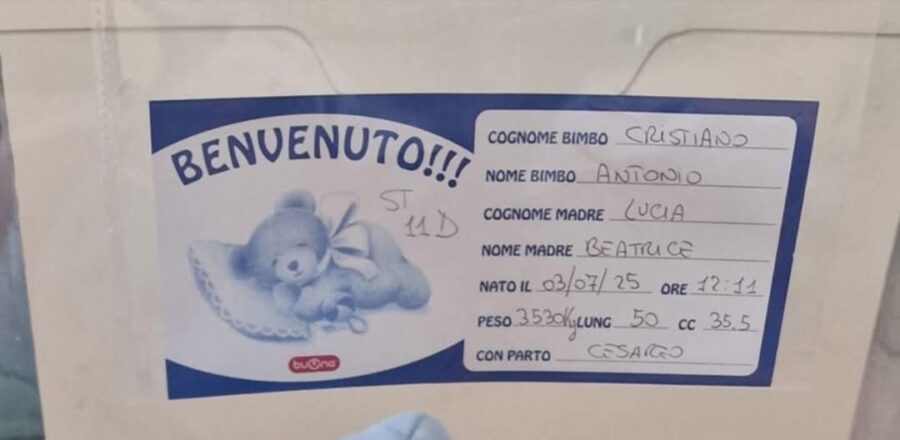 BENVENUTO!!!
ST
11 D
buona
COGNOME BIMBO CRISTIANO
NOME BIMBO ANTONIO
COGNOME MADRE LUCIA
NOME MADRE BEATRICE
NATO IL 03/07/25 ORE 12:11
PESO 3530Kg LUNG 50 CC 35.5
CON PARTO CESAREO